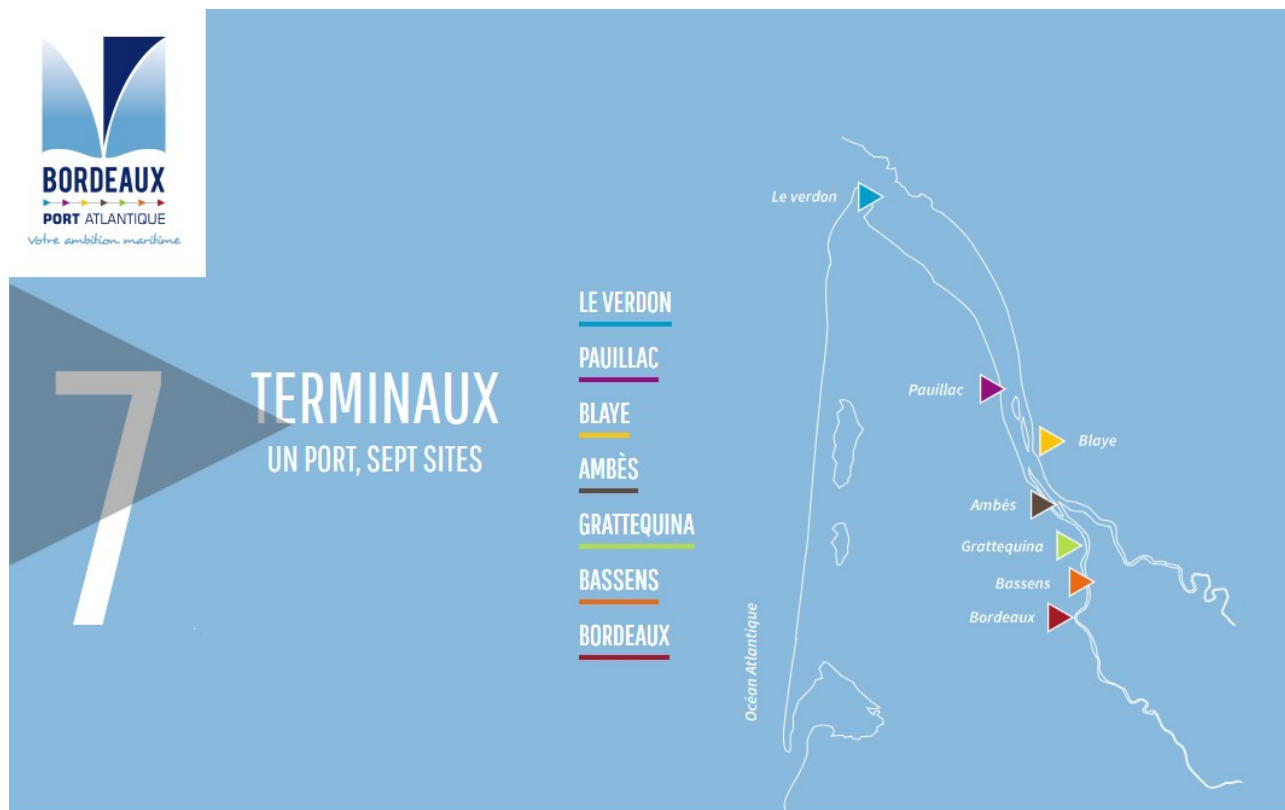 BORDEAUX
PORT ATLANTIQUE
Votre ambition maritime
7
TERMINAUX
UN PORT, SEPT SITES
LE VERDON
PAUILLAC
BLAYE
AMBÈS
GRATTEQUINA
BASSENS
BORDEAUX
Le verdon
Pauillac
Blaye
Ambès
Grattequina
Bassens
Bordeaux
Océan Atlantique